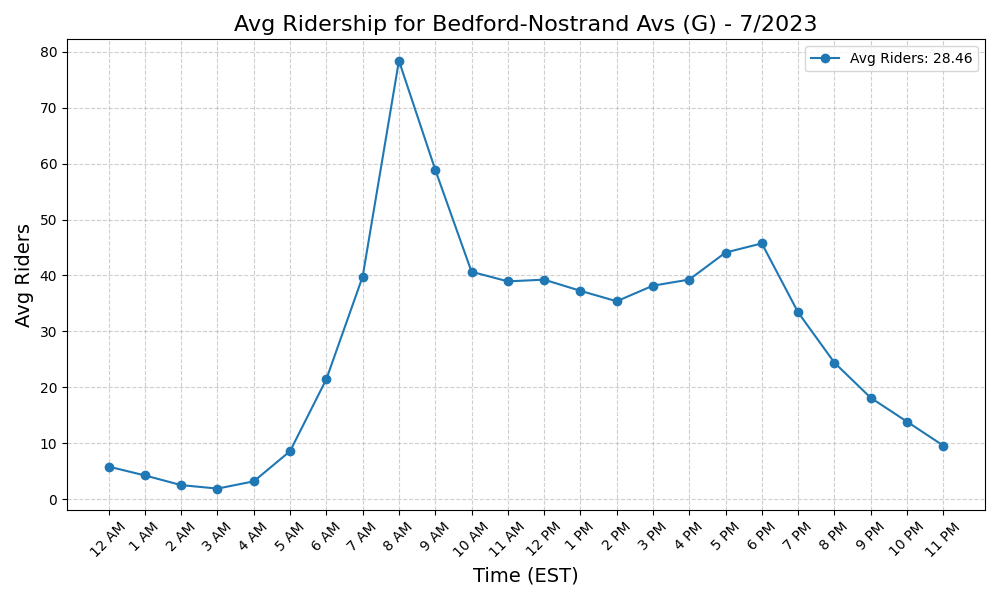 Avg Ridership for Bedford-Nostrand Avs (G) - 7/2023
Avg Riders: 28.46
Avg Riders
80
70
60
50
40
30
20
10
0
12 AM
1 AM
2 AM
3 AM
4 AM
5 AM
6 AM
7 AM
8 AM
9 AM
10 AM
11 AM
12 PM
1 PM
2 PM
3 PM
4 PM
5 PM
6 PM
7 PM
8 PM
9 PM
10 PM
11 PM
Time (EST)